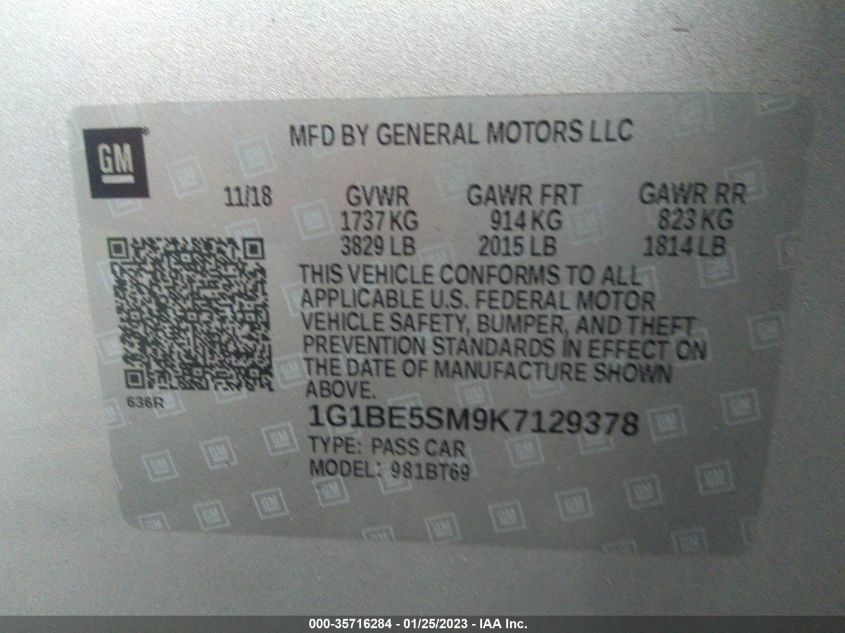 GM
MFD BY GENERAL MOTORS LLC
11/18 GVWR GAWR FRT GAWR RR
1737 KG 914 KG 823 KG
3829 LB 2015 LB 1814 LB
THIS VEHICLE CONFORMS TO ALL
APPLICABLE U.S. FEDERAL MOTOR
VEHICLE SAFETY, BUMPER, AND THEFT
PREVENTION STANDARDS IN EFFECT ON
THE DATE OF MANUFACTURE SHOWN
ABOVE.
636R
1G1BE5SM9K7129378
TYPE: PASS CAR
MODEL: 981BT69
000-35716284 - 01/25/2023 - IAA Inc.